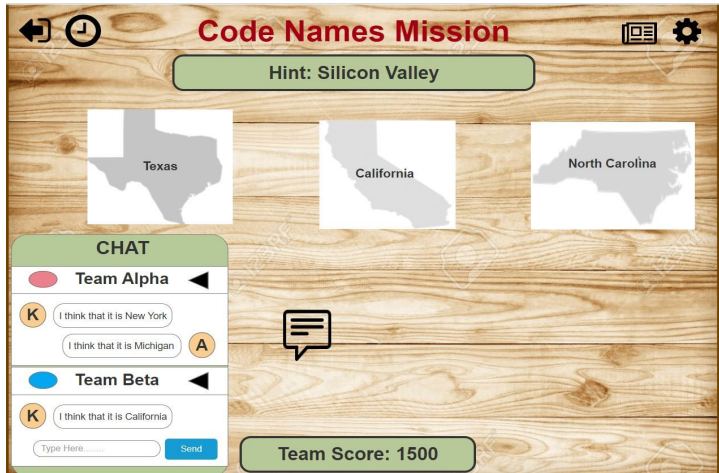 Code Names Mission
Hint: Silicon Valley
Texas
California
North Carolina
CHAT
Team Alpha
K
I think that it is New York
I think that it is Michigan
A
Team Beta
K
I think that it is California
Type Here.........
Send
Team Score: 1500